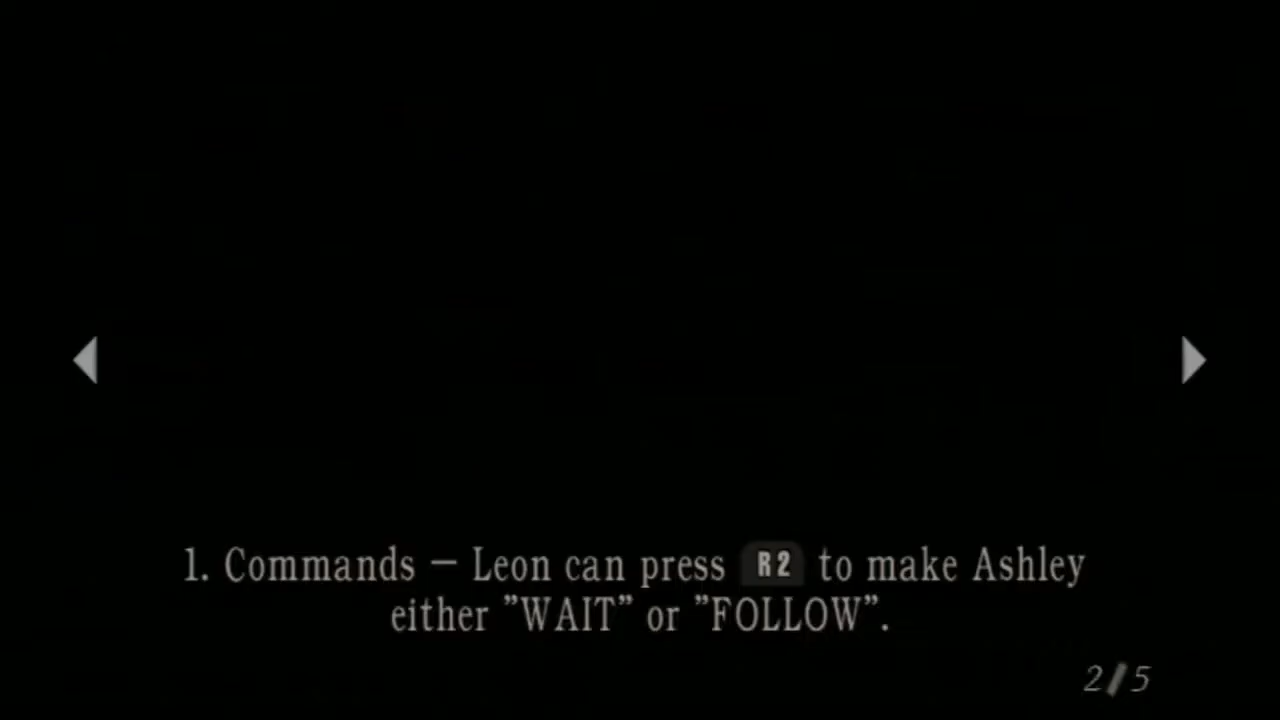 1. Commands — Leon can press R2 to make Ashley
either ”WAIT” or ”FOLLOW”.
2/5